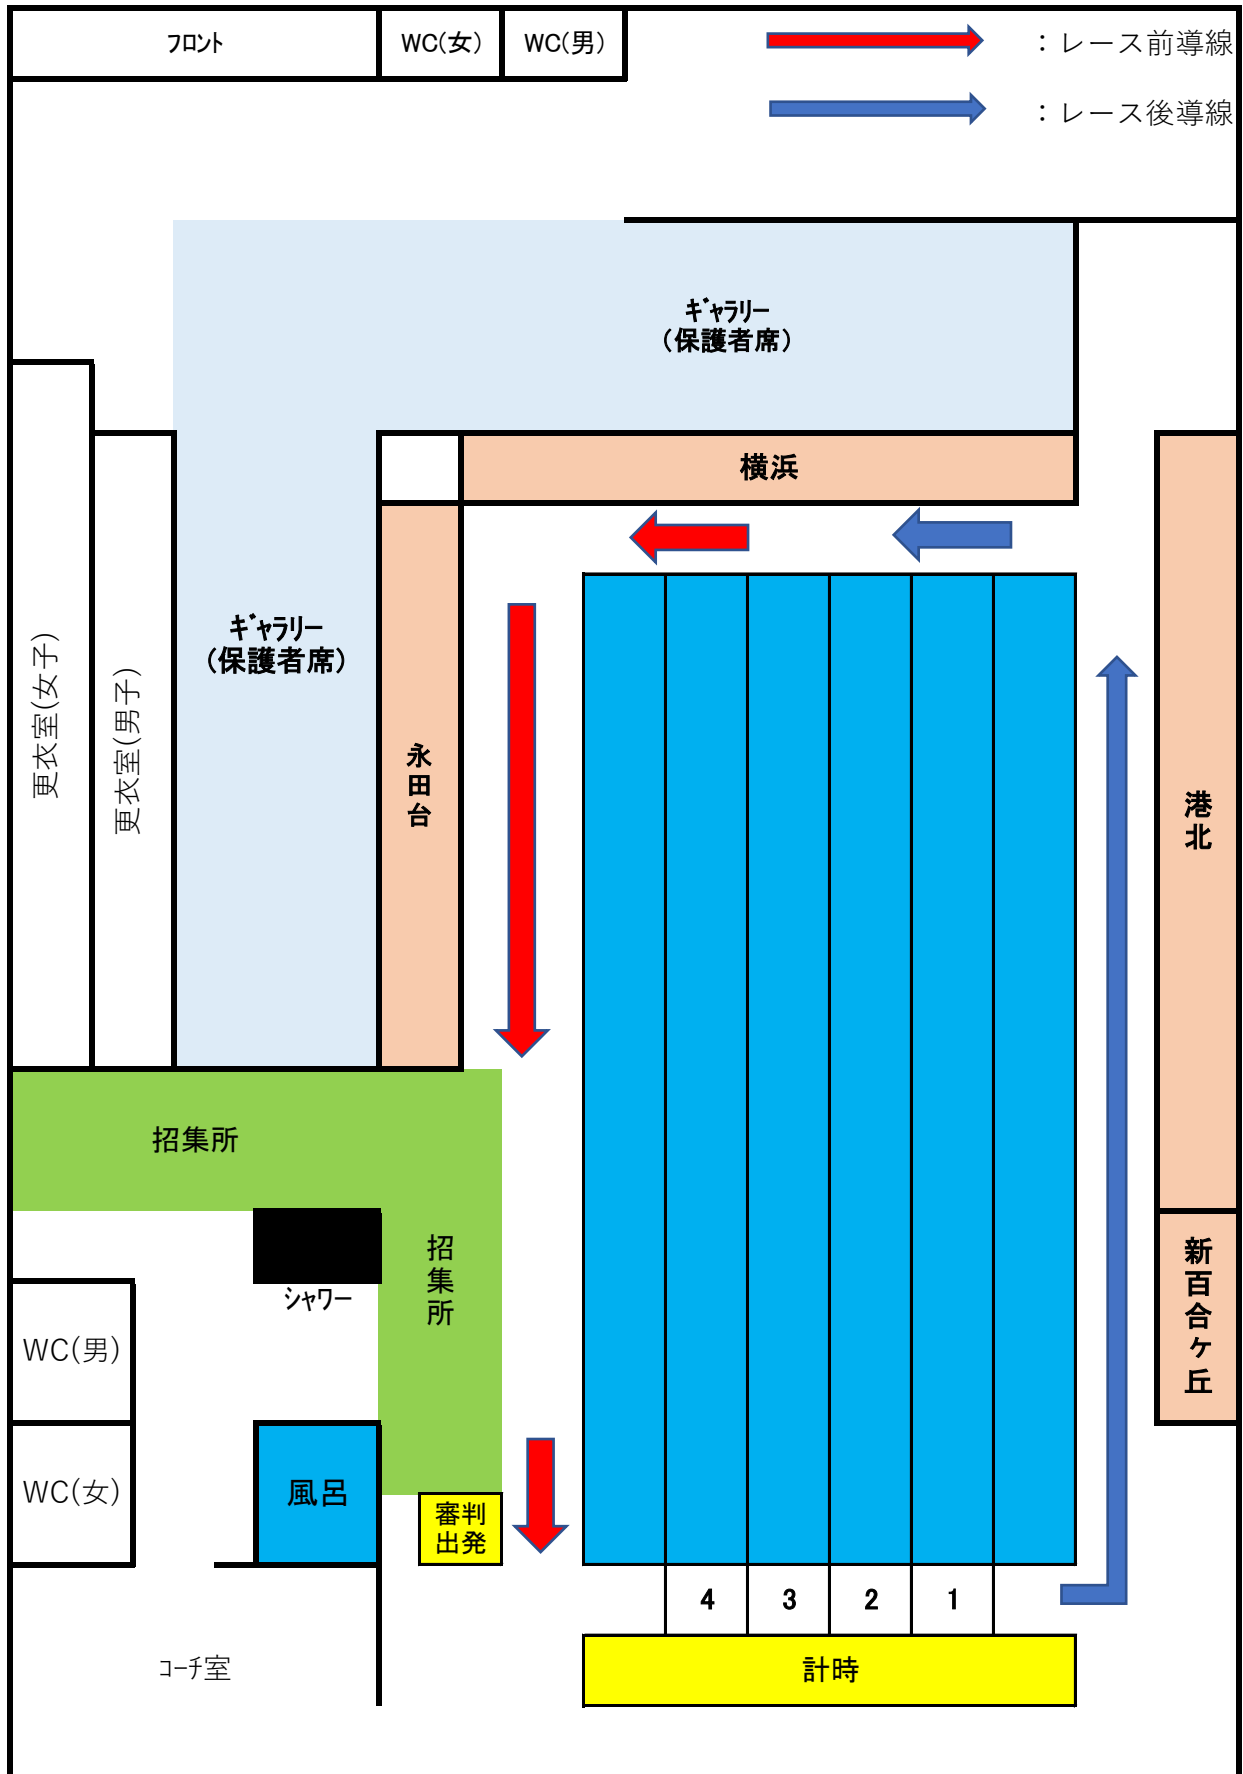 フロント
WC(女)
WC(男)
：レース前導線
：レース後導線
ギャラリー
(保護者席)
横浜
ギャラリー
(保護者席)
更衣室(女子)
更衣室(男子)
永田台
港北
招集所
招集所
シャワー
新百合ヶ丘
WC(男)
WC(女)
風呂
審判
出発
4
3
2
1
コーチ室
計時